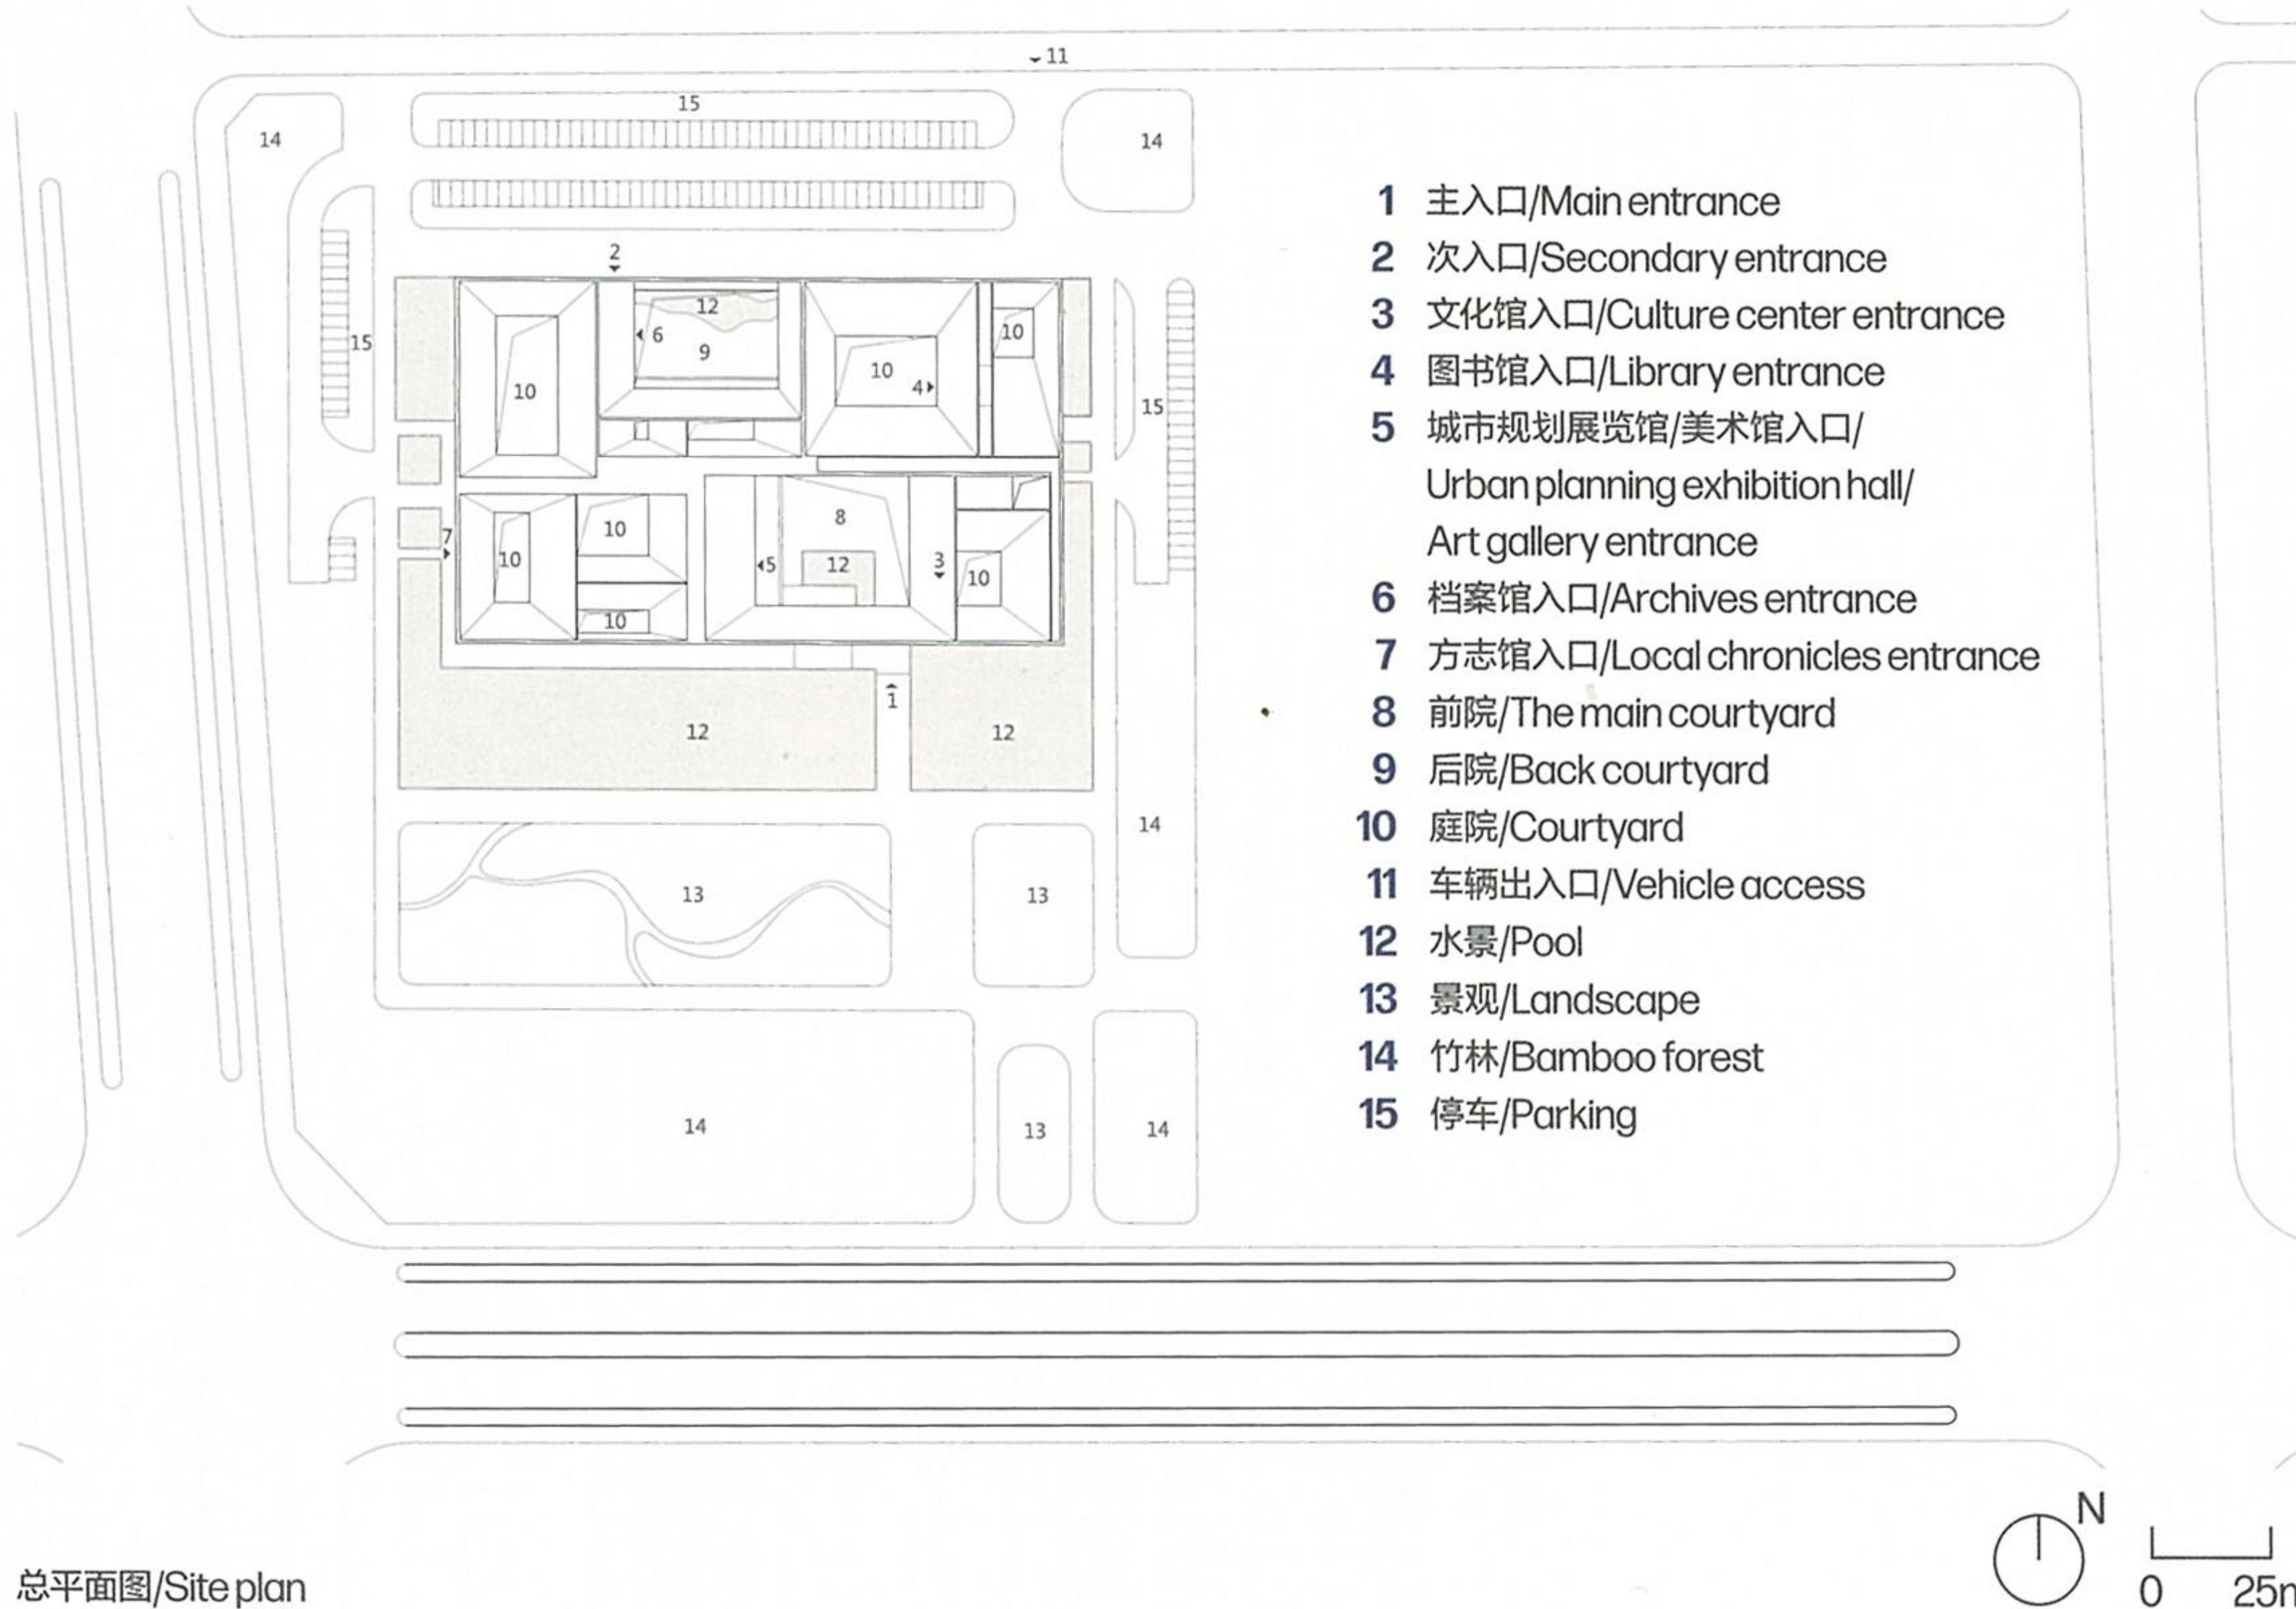 11
15
14
14
2
12
6
9
10
10
4
10
15
15
7
10
10
10
8
5
12
3
10
1
12
12
14
13
13
14
13
14
1 主入口/Main entrance
2 次入口/Secondary entrance
3 文化馆入口/Culture center entrance
4 图书馆入口/Library entrance
5 城市规划展览馆/美术馆入口/
Urban planning exhibition hall/
Art gallery entrance
6 档案馆入口/Archives entrance
7 方志馆入口/Local chronicles entrance
8 前院/The main courtyard
9 后院/Back courtyard
10 庭院/Courtyard
11 车辆出入口/Vehicle access
12 水景/Pool
13 景观/Landscape
14 竹林/Bamboo forest
15 停车/Parking
N
0 25m
总平面图/Site plan